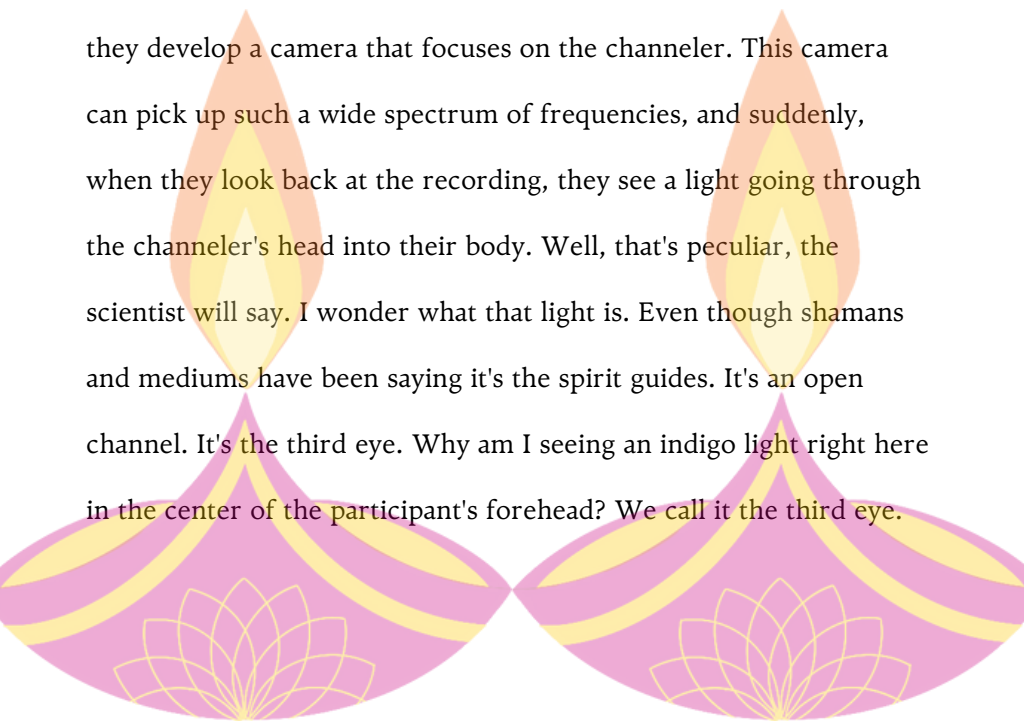 they develop a camera that focuses on the channeler. This camera
can pick up such a wide spectrum of frequencies, and suddenly,
when they look back at the recording, they see a light going through
the channeler's head into their body. Well, that's peculiar, the
scientist will say. I wonder what that light is. Even though shamans
and mediums have been saying it's the spirit guides. It's an open
channel. It's the third eye. Why am I seeing an indigo light right here
in the center of the participant's forehead? We call it the third eye.